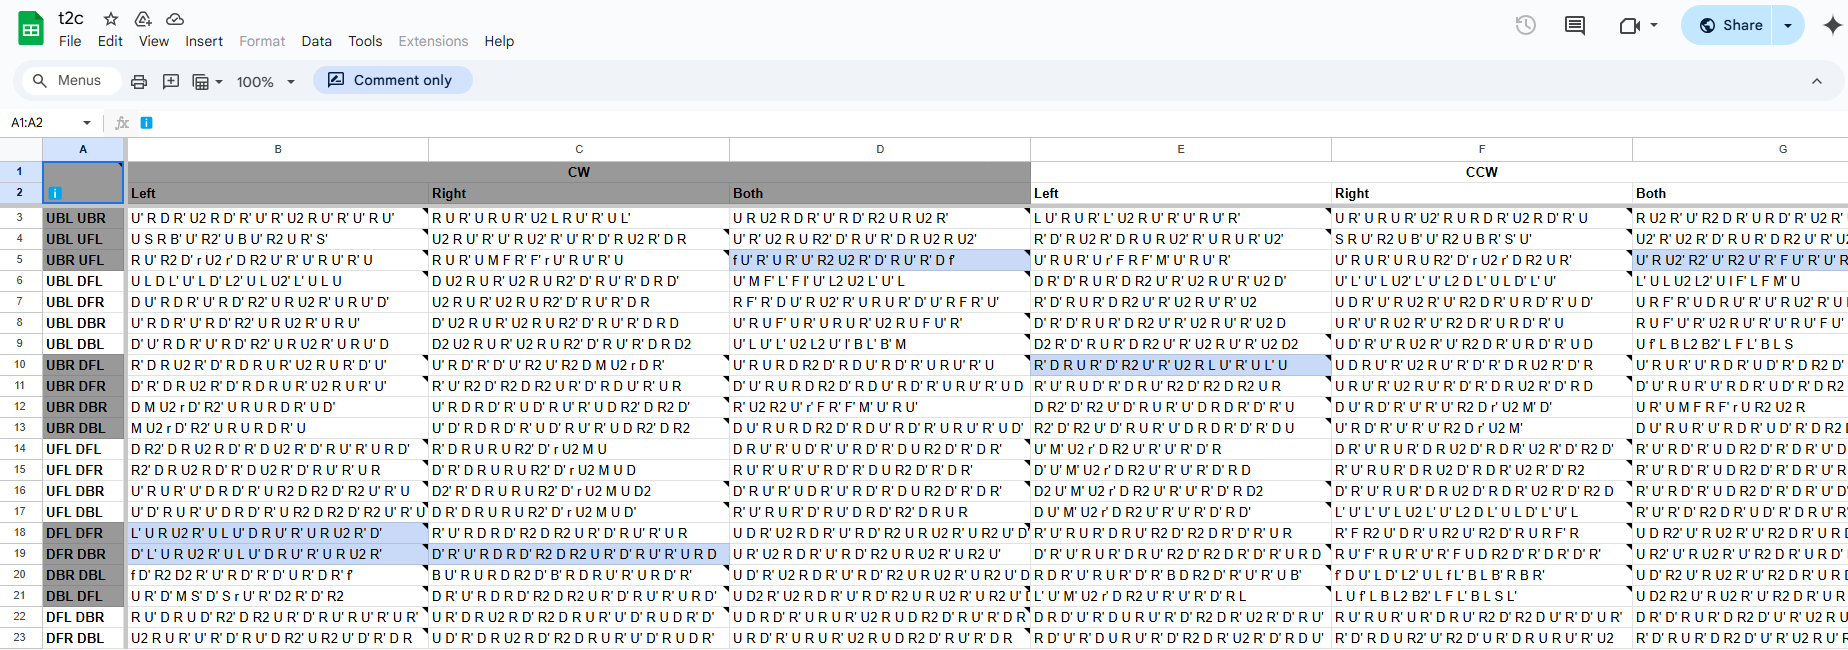 t2c
File Edit View Insert Format Data Tools Extensions Help
Share
Menus 100% Comment only
A1:A2 fx i
A B C D E F G
1 CW CCW
2 i Left Right Both Left Right Both
3 UBL UBR U' R D R' U2 R D' R' U' R' U2 R U' R' U' R U' R U R' U R U R' U2 L R U' R' U L' U R U2 R D R' U' R D' R2 U R U2 R' L U' R U R' L' U2 R U' R' U' R U' R' U R' U R U R' U2' R U R D R' U2 R D' R' U R U2 R' U' R2 D R' U R D' R' U2 R'
4 UBL UFL U S R B' U' R2' U B U' R2 U R' S' U2 R U' R' U' R U2' R' U' R' D' R U R2' D R U' R' U2 R U R2' D' R U' R' D R U2 R U2' R' D' R U2 R' D R U R U2' R' U R U R' U2' S R U' R2 U B' U' R2 U B R' S' U' U2' R' U2 R' D' R U R' D R2 U' R' U
5 UBR UFL R U' R2 D' r U2 r' D R2 U' R' U' R U' R' U R U R' U' M F R' F' r U' R U' R' U f U' R' U R' U' R2 U2 R' D' R U' R' D f' U' R U R' U r' F R F' M' U' R U R' U' R U R' U R U R2' D' r U2 r' D R2 U R' U' R U2' R2' U' R2 U' R' F U' R' U' R
6 UBL DFL U L D L' U' L D' L2' U L U2' L' U L U D U2 R U R' U2 R U R2' D' R U' R' D R' D R' U' M F' L' F l' U' L2 U2 L' U' L D R' D' R U R' D R2 U' R' U2 R U R' U2 D' U' L' U' L U2' L' U' L2 D L' U L D' L' U' L' U L U2 L2' U l F' L F M' U
7 UBL DFR D U' R D R' U' R D' R2' U R U2 R' U R U' D' U2 R U R' U2 R U R2' D' R U' R' D R R F' R' D U' R U2' R' U R U R' D' U' R F R' U' R' D' R U R' D R2 U' R' U2 R U' R' U2 U D R' U' R U2' R' U' R2 D R' U R D' R' U D' U R F' R U D R' U' R' U R2' U' R
8 UBL DBR U' R D R' U' R D' R2' U R U2 R' U R U' D' U2 R U R' U2 R U R2' D' R U' R' D R D U' R U F' U R' U R U R' U2 R U F U' R' D' R' D' R U R' D R2 U' R' U2 R U' R' U2 D U R' U' R U2 R' U' R2 D R' U R D' R' U R U F' U R' U2 R U' R' U' R U' F U'
9 UBL DBL D' U' R D R' U' R D' R2' U R U2 R' U R U' D D2 U2 R U R' U2 R U R2' D' R U' R' D R D2 U' L U' L' U2 L2 U' l' B L' B' M D2 R' D' R U R' D R2 U' R' U2 R U' R' U2 D2 U D' R' U' R U2 R' U' R2 D R' U R D' R' U D U f' L B L2 B2' L F L' B L S
10 UBR DFL R' D R U2 R' D' R D R U R' U2 R U R' D' U' U' R D' R' D' U' R2 U' R2 D M U2 r D R' U' R U R D R2 D' R D U' R D' R' U R U' R' U R' D R U R' D' R2 U' R' U' R2 R L U' R' U L' U U D R U' R' U2 R U' R' D' R' D R U2 R' D' R U' R U R' U' R D R' U D' R' D' R2 D'
11 UBR DFR D' R' D R U2 R' D' R D R U R' U2 R U R' U' R' U' R2 D' R2 D R2 U R' D' R D U' R' U R D' U' R U R D R2 D' R D U' R D' R' U R U' R' U D R' U' R U D' R' D R U' R2 D' R2 D R2 U R U R' U' R2 U R' U' R' D' R' D R U2 R' D' R D D' U' R U R' U' R D' R' U D' R' D' R2
12 UBR DBR D M U2 r D' R2' U R U R D R' U D' U' R D R D' R' U D' R U' R' U D R2' D R2 D' R' U2 R2 U U' r' F R' F' M' U' R U' D R2' D' R2 U' D' R U R' U' D R D R' D' R' U D U' R D' R' U' R' U' R2 D r' U2 M' D' U R' U M F R F' r U R2 U2 R
13 UBR DBL M U2 r D' R2' U R U R D R' U U' D' R D R D' R' U D' R U' R' U D R2' D R2 D U' R U R D R2 D' R D U' R D' R' U R U' R' U D' R2' D' R2 U' D' R U R' U' D R D R' D' R' D U U' R D' R' U' R' U' R2 D r' U2 M' D U' R U R' U' R D R' U D' R' D' R2
14 UFL DFL D R2' D R U2 R D' R' D U2 R' D' R U' R' U R D' R' D R U R U R2' D' r U2 M U D R U' R' U D' R U' R' D' R' D U R2 D' R' D R' U' M' U2 r' D R2 U R' U' R' D' R D R' U' R U R' D R U2 D' R D R' U2 R' D' R2 D' R' U' R D' R' U D R2 D' R' D R' U' D
15 UFL DFR R2' D R U2 R D' R' D U2 R' D' R U' R' U R D' R' D R U R U R2' D' r U2 M U D R U' R' U R' U' R D' R' D U R2 D' R' D R' D' U' M' U2 r' D R2 U R' U' R' D' R D R' U' R U R' D R U2 D' R D R' U2 R' D' R2 R' U' R D' R' U D R2 D' R' D R' U'
16 UFL DBR U' R U R' U' D R D' R' U R2 D R2 D' R2 U' R' U D2' R' D R U R U R2' D' r U2 M U D2 D' R U' R' U D R U' R' D' R' D U R2 D' R' D R' D2 U' M' U2 r' D R2 U R' U' R' D' R D2 D' R' U' R U R' D R U2 D' R D R' U2 R' D' R2 D R' U' R D' R' U D R2 D' R' D R' U'
17 UFL DBL U' D' R U R' U' D R D' R' U R2 D R2 D' R2 U' R' U D R' D R U R U R2' D' r U2 M U D' R' U' R U R' D' R U' D R D' R2' D R U R D U' M' U2 r' D R2 U R' U' R' D' R D' L' U' L' U' L U2 L' U' L2 D L' U L D' L' U' L R' U' R' D2 R D' R U' D' R' D R U' R'
18 DFL DFR L' U R U2 R' U L U' D R U' R' U R U2 R' D' R' U' R D R D' R2 D R2 U R' D' R U' R' U R U D R' U2 R D' R' U' R D' R2 U R U2 R' U R2 U' D' R' U R U R' D R U' R2 D' R2 D R' D' R' U R R' F R2 U' D' R U' R2 U' R2 D' R U R F' R U D R2' U' R U2 R' U' R2 D R' U R
19 DFR DBR D' L' U R U2 R' U L U' D R U' R' U R U2 R' D' R' U' R D R D' R2 D R2 U R' D' R U' R' U R D U R' U2 R D R' U' R D' R2 U R U2 R' U R2 U' D' R' U' R U R' D R U' R2 D' R2 D R' D' R' U R D R U' F' R U R' U' R' F U D R2 D' R' D R' D' R' U R2' U' R U2 R' U' R2 D R' U R D'
20 DBR DBL f D' R2 D2 R' U' R' D R' D' U R' D R' f' B U' R U R D R2 D' B' R D R U' R' U R D' R' U D' R' U2 R D R' U' R D' R2 U R U2 R' U R2 U' D R D R' U' R U R' D' R' B D R2 D' R' U' R' U B' f' D U' L D' L2' U L f L' B L B' R B R' U D' R2 U' R U2 R' U' R2 D R' U R
21 DBL DFL U R' D' M S' D' S r U' R' D2 R' D' R2 D R' U' R D R D' R2 D R2 U R' D' R U' R' U R D' U D2 R' U2 R D R' U' R D' R2 U R U2 R' U R2 U' L' U' M' U2 r' D R2 U R' U' R' D' R L L U f' L B L2 B2' L F L' B L S L' U D2 R2 U' R U2 R' U' R2 D R' U R
22 DFL DBR R U' D R U D' R2' D R2 U R' D' R U' R' U R' U R' U' R D R U2 R' D' R2 D R U R' U' D' R U D R' D' U D R D' R' U R' U' R2 U R D R2 D' R U' R' D R' D R D' U' R' D U R U' R' D' R2 D R' U2 R' D' R U R U' R U R' U' R' D R U' R2 D' R2 D U' R' D' U R' D R' D' R U R' D R2 D' U R' U2 R U
23 DFR DBL U2 R U R' U' R' D' R U' D R2' U R2 U' D' R' D R U D' R' D R U2 R D' R2 D R U R' U' D' R U D R' U R D' R' U R U R' U2 R U D R2 D' R U' R' D R R D' U' R' D U R U' R' D' R2 D R' U2 R' D' R D U' R' D' R D U R2' U' R2 D' U R' D R U R U' R' U2 R' D' R U R' D R2 D' U' R' U2 R U' R